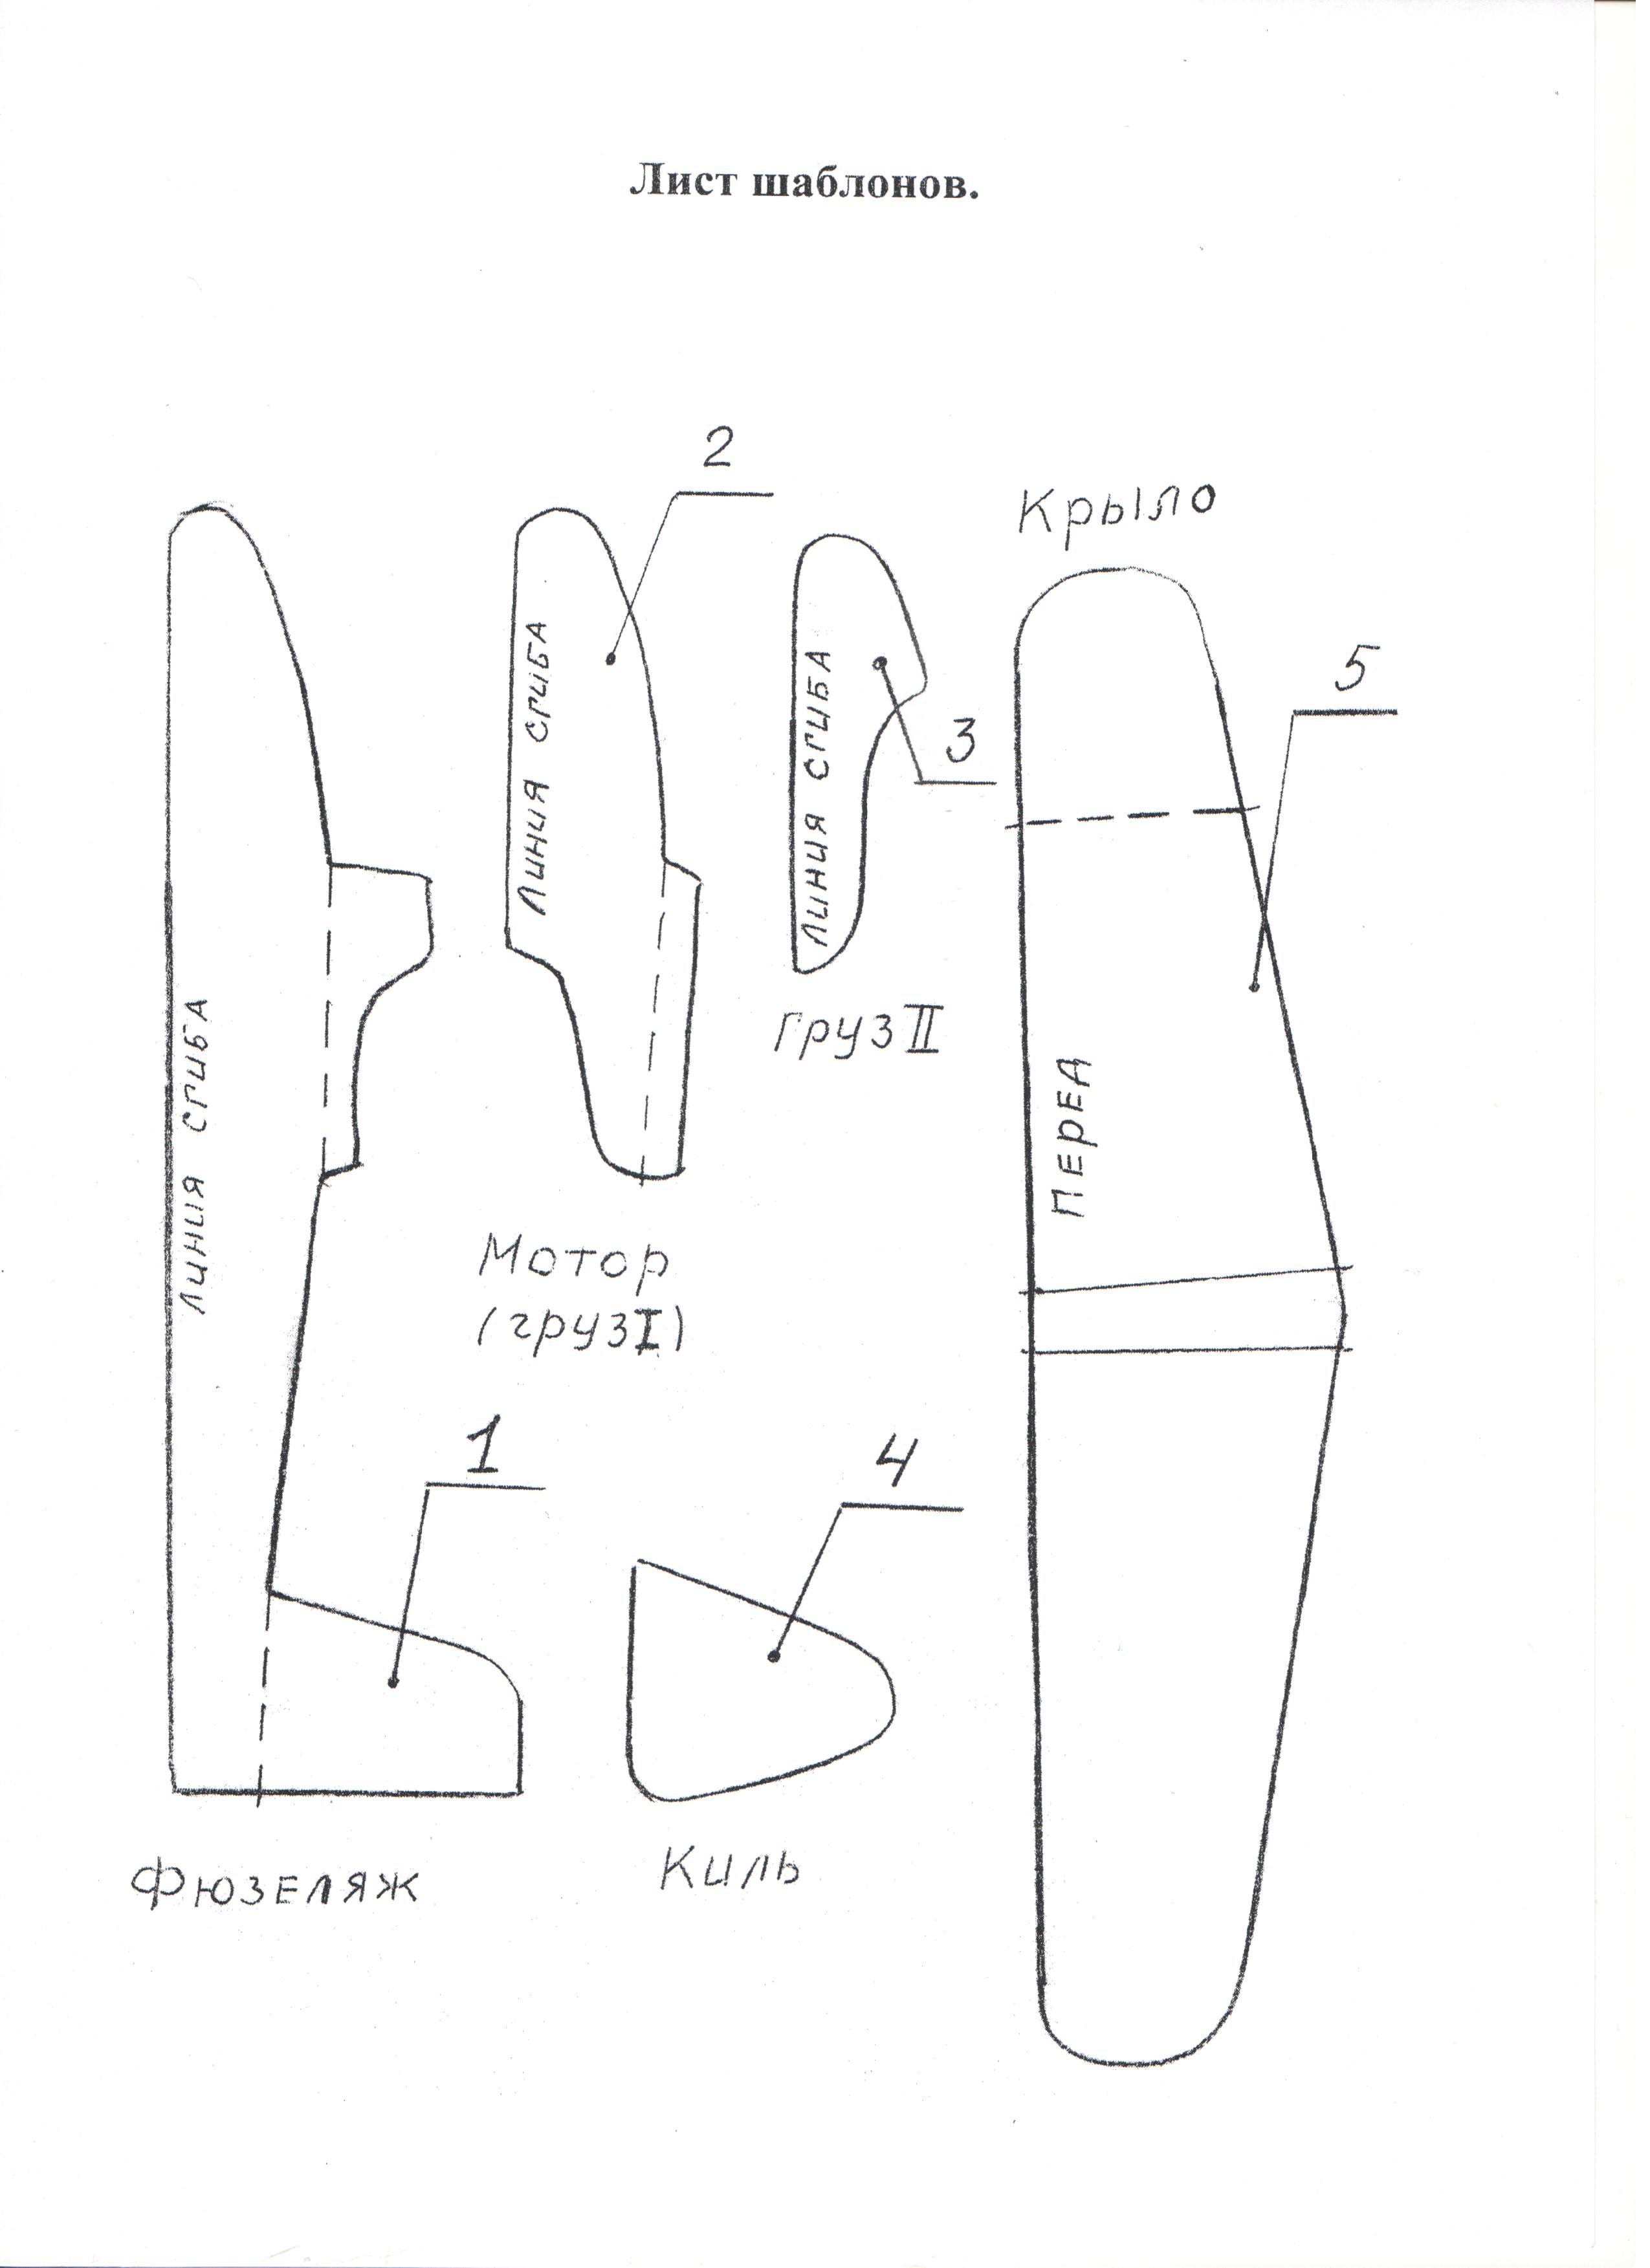 Лист шаблонов.
2
Крыло
5
Линия сгиба
Линия сгиба
3
Груз II
Линия сгиба
Перед
Мотор
(груз I)
1
4
Фюзеляж
Киль